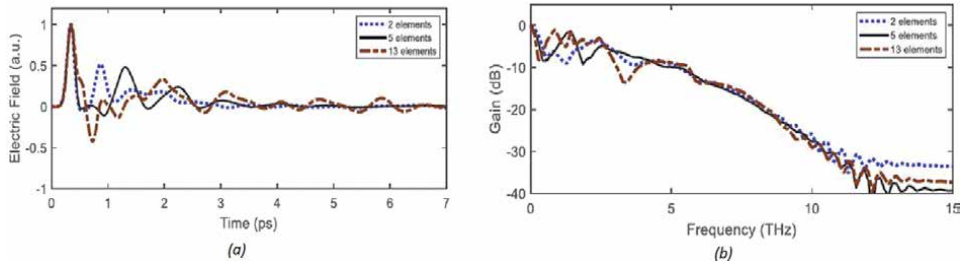 1
0.5
0
-0.5
-1
Electric Field (a.u.)
0 1 2 3 4 5 6 7
Time (ps)
2 elements
5 elements
13 elements
(a)
0
-10
-20
-30
-40
Gain (dB)
0 5 10 15
Frequency (THz)
2 elements
5 elements
13 elements
(b)